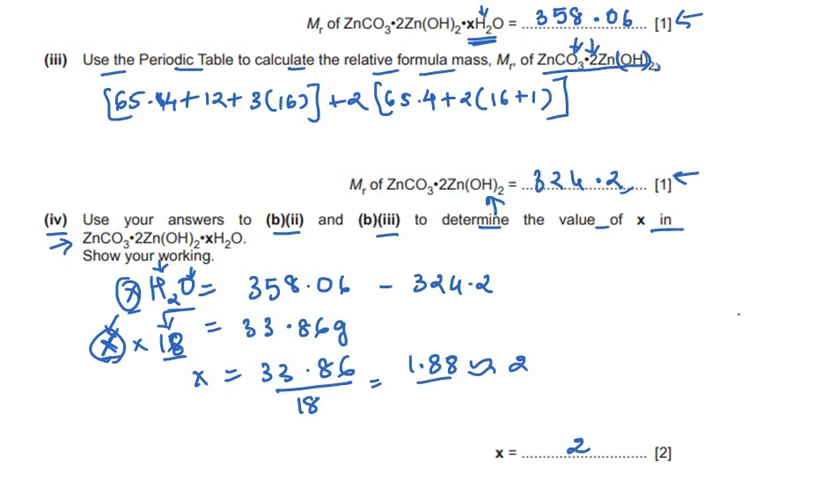 Mr of ZnCO3•2Zn(OH)2•xH2O = 358.06 [1]
(iii) Use the Periodic Table to calculate the relative formula mass, Mr, of ZnCO3•2Zn(OH)2.
[65.4+12+3(16)]+2[65.4+2(16+1)]
Mr of ZnCO3•2Zn(OH)2 = 324.2 [1]
(iv) Use your answers to (b)(ii) and (b)(iii) to determine the value of x in
ZnCO3•2Zn(OH)2•xH2O.
Show your working.
x H2O = 358.06 - 324.2
x × 18 = 33.86g
x = 33.86 / 18 = 1.88 ≈ 2
x = 2 [2]